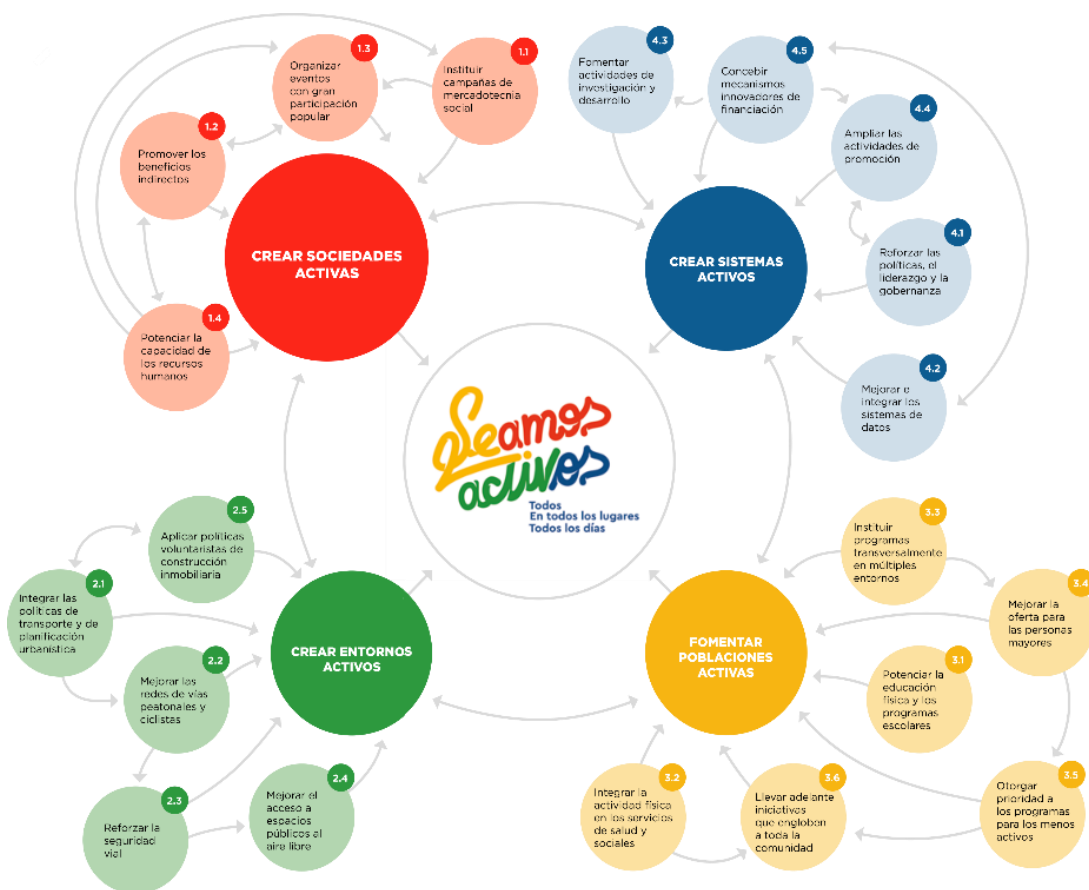 1.3
Organizar
eventos
con gran
participación
popular
1.1
Instituir
campañas de
mercadotecnia
social
1.2
Promover los
beneficios
indirectos
CREAR SOCIEDADES
ACTIVAS
1.4
Potenciar la
capacidad de
los recursos
humanos
4.3
Fomentar
actividades de
investigación y
desarrollo
4.5
Concebir
mecanismos
innovadores de
financiación
4.4
Ampliar las
actividades de
promoción
CREAR SISTEMAS
ACTIVOS
4.1
Reforzar las
políticas, el
liderazgo y la
gobernanza
4.2
Mejorar e
integrar los
sistemas de
datos
Seamos
activos
Todos
En todos los lugares
Todos los días
2.5
Aplicar políticas
voluntaristas de
construcción
inmobiliaria
2.1
Integrar las
políticas de
transporte y de
planificación
urbanística
2.2
Mejorar las
redes de vías
peatonales y
ciclistas
CREAR ENTORNOS
ACTIVOS
2.3
Reforzar la
seguridad
vial
2.4
Mejorar el
acceso a
espacios
públicos al
aire libre
3.3
Instituir
programas
transversalmente
en múltiples
entornos
3.4
Mejorar la
oferta para
las personas
mayores
FOMENTAR
POBLACIONES
ACTIVAS
3.1
Potenciar la
educación
física y los
programas
escolares
3.2
Integrar la
actividad física
en los servicios
de salud y
sociales
3.6
Llevar adelante
iniciativas
que engloben
a toda la
comunidad
3.5
Otorgar
prioridad a
los programas
para los menos
activos